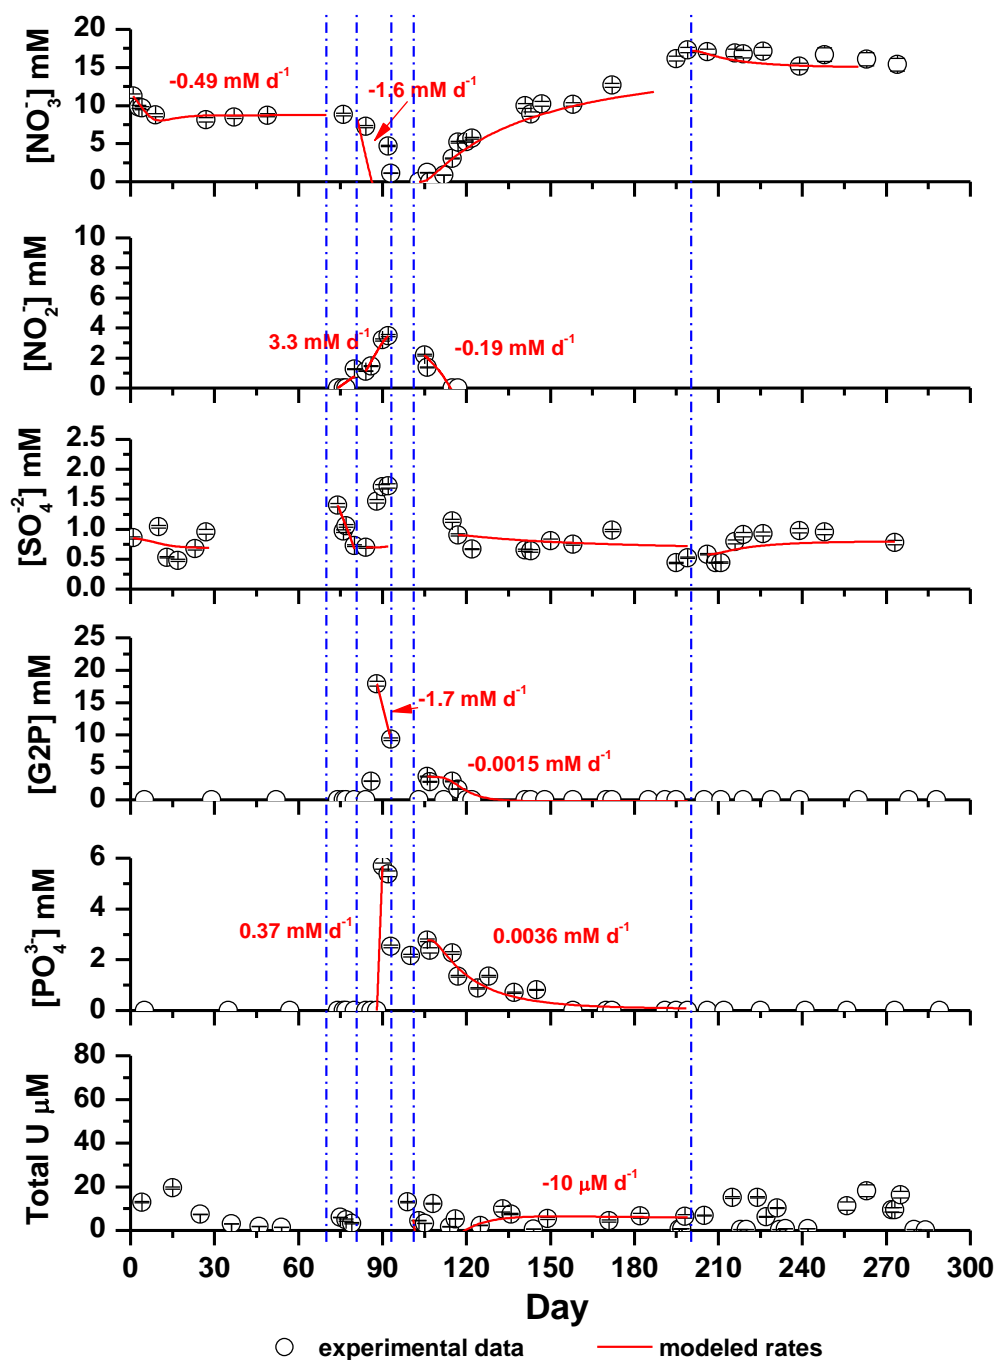 [NO3-] mM
20
15
10
5
0
-0.49 mM d-1
-1.6 mM d-1
[NO2-] mM
10
8
6
4
2
0
3.3 mM d-1
-0.19 mM d-1
[SO4-2] mM
2.5
2.0
1.5
1.0
0.5
0.0
[G2P] mM
25
20
15
10
5
0
-1.7 mM d-1
-0.0015 mM d-1
[PO43-] mM
6
4
2
0
0.37 mM d-1
0.0036 mM d-1
Total U μM
80
60
40
20
0
-10 μM d-1
0 30 60 90 120 150 180 210 240 270 300
Day
experimental data modeled rates